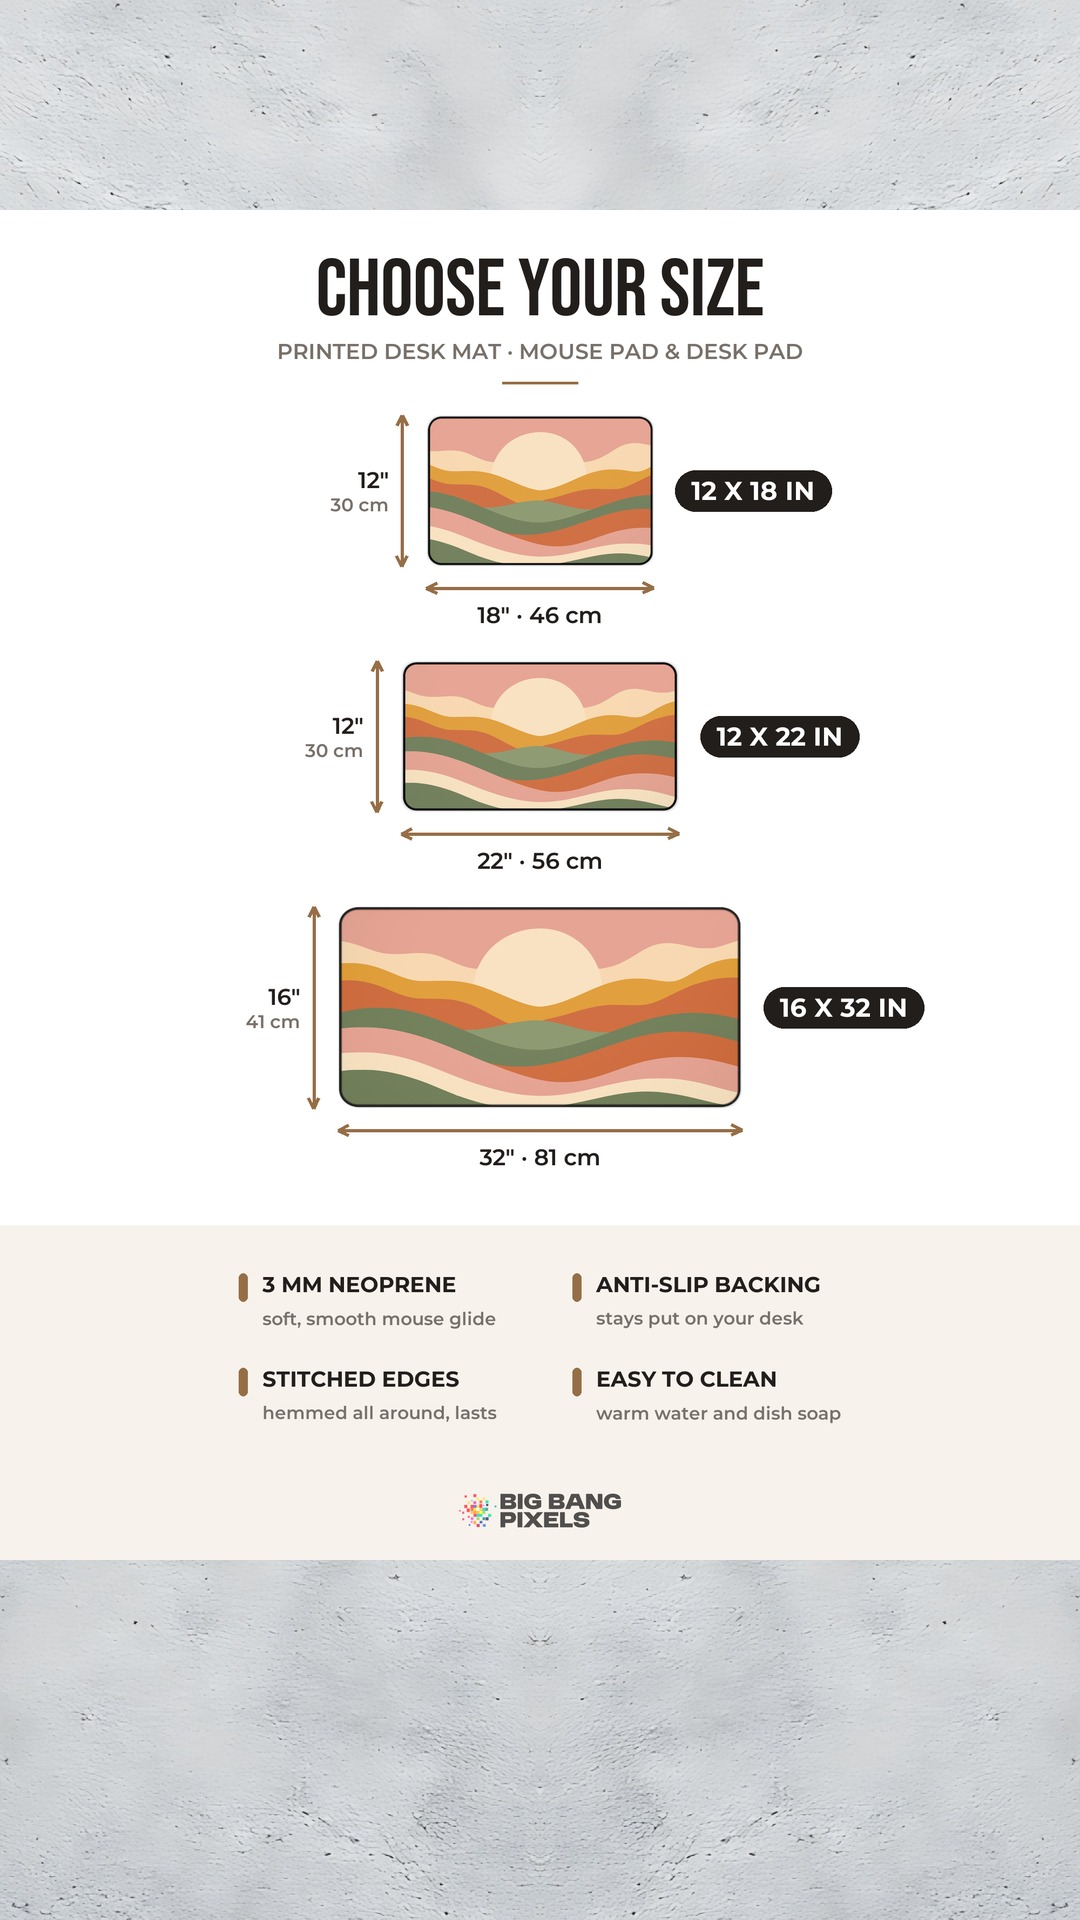 CHOOSE YOUR SIZE
PRINTED DESK MAT · MOUSE PAD & DESK PAD
12"
30 cm
12 X 18 IN
18" · 46 cm
12"
30 cm
12 X 22 IN
22" · 56 cm
16"
41 cm
16 X 32 IN
32" · 81 cm
3 MM NEOPRENE
soft, smooth mouse glide
ANTI-SLIP BACKING
stays put on your desk
STITCHED EDGES
hemmed all around, lasts
EASY TO CLEAN
warm water and dish soap
BIG BANG
PIXELS